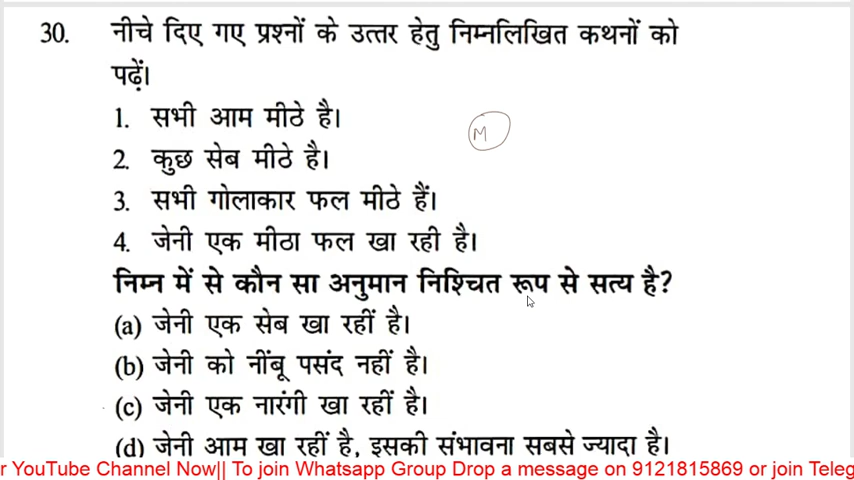 30. नीचे दिए गए प्रश्नों के उत्तर हेतु निम्नलिखित कथनों को
पढ़ें।
1. सभी आम मीठे है।
M
2. कुछ सेब मीठे है।
3. सभी गोलाकार फल मीठे हैं।
4. जेनी एक मीठा फल खा रही है।
निम्न में से कौन सा अनुमान निश्चित रूप से सत्य है?
(a) जेनी एक सेब खा रहीं है।
(b) जेनी को नींबू पसंद नहीं है।
(c) जेनी एक नारंगी खा रहीं है।
(d) जेनी आम खा रहीं है, इसकी संभावना सबसे ज्यादा है।
r YouTube Channel Now|| To join Whatsapp Group Drop a message on 9121815869 or join Teleg